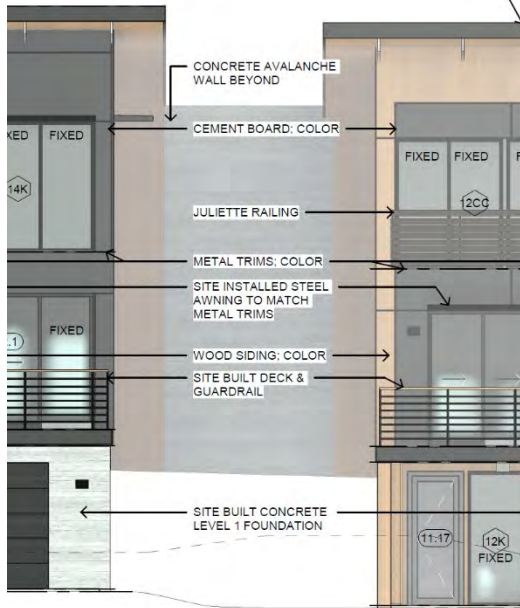 CONCRETE AVALANCHE
WALL BEYOND
CEMENT BOARD; COLOR
XED
FIXED
FIXED
FIXED
F
14K
12CC
JULIETTE RAILING
METAL TRIMS; COLOR
SITE INSTALLED STEEL
AWNING TO MATCH
METAL TRIMS
.1
FIXED
WOOD SIDING; COLOR
SITE BUILT DECK &
GUARDRAIL
SITE BUILT CONCRETE
LEVEL 1 FOUNDATION
11:17
12K
FIXED